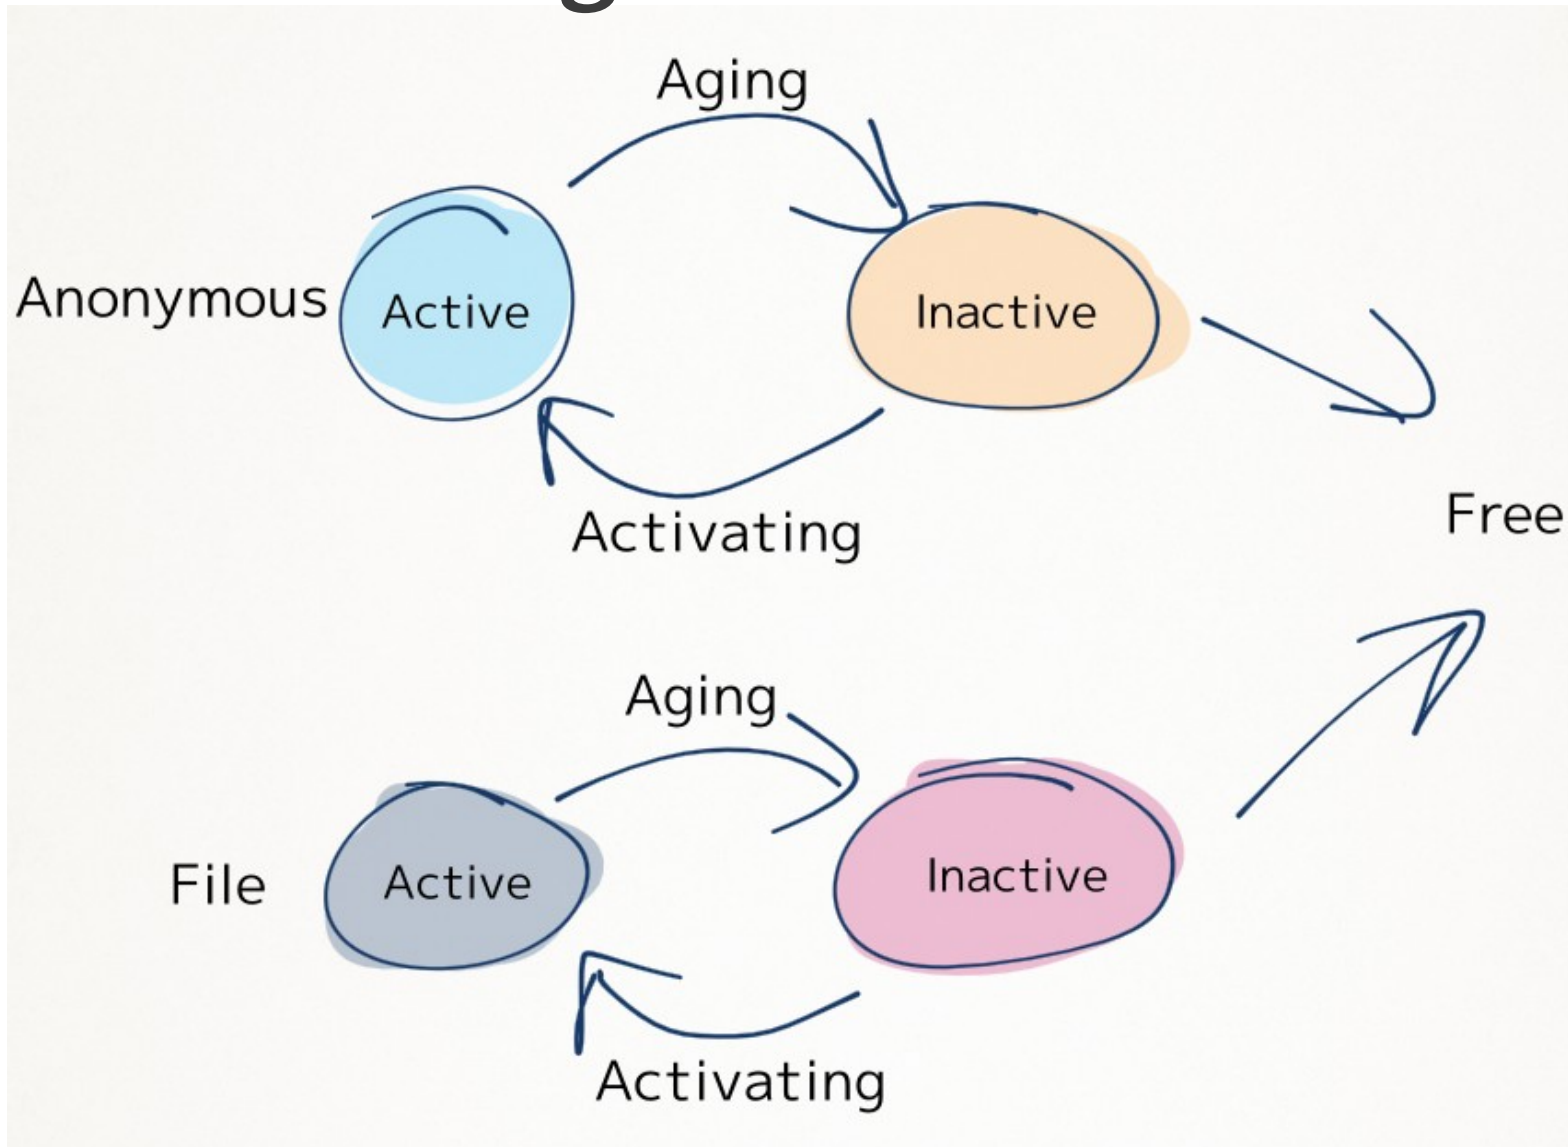 Aging
Anonymous
Active
Inactive
Activating
Free
Aging
File
Active
Inactive
Activating